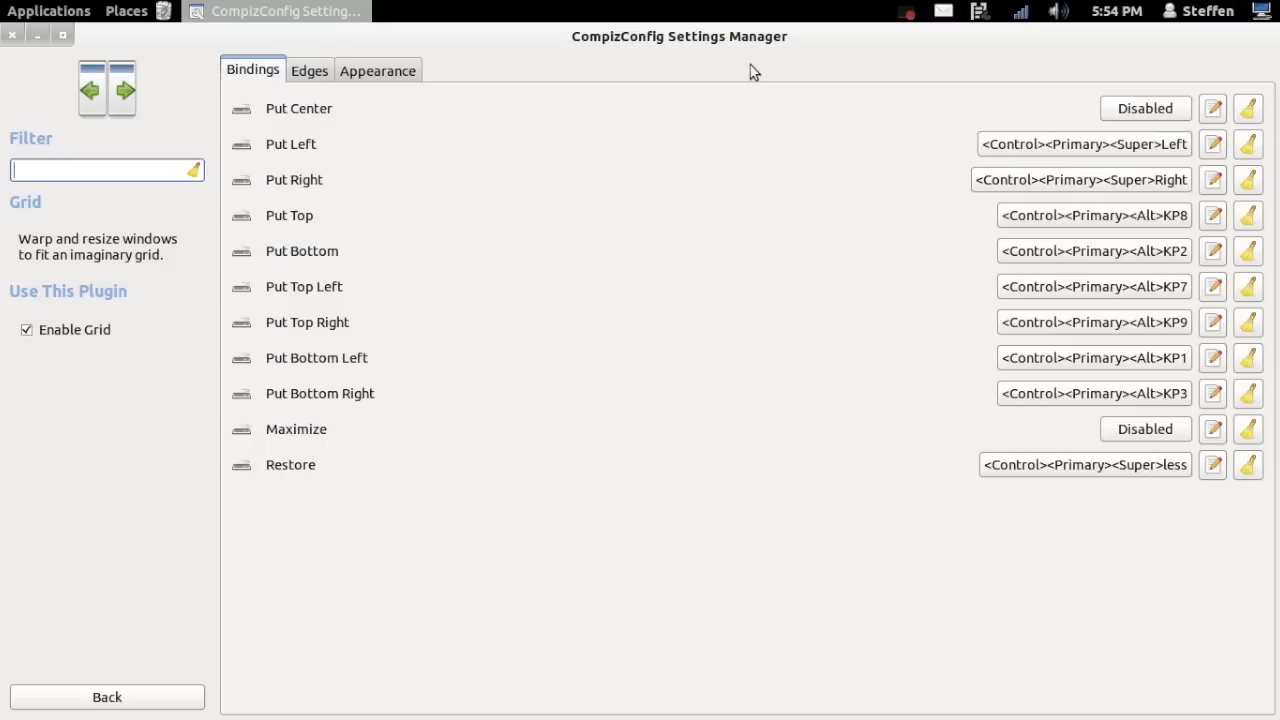 Applications Places CompizConfig Setting... 5:54 PM Steffen
CompizConfig Settings Manager
Bindings Edges Appearance
Filter
Grid
Warp and resize windows
to fit an imaginary grid.
Use This Plugin
Enable Grid
Back
Put Center Disabled
Put Left <Control><Primary><Super>Left
Put Right <Control><Primary><Super>Right
Put Top <Control><Primary><Alt>KP8
Put Bottom <Control><Primary><Alt>KP2
Put Top Left <Control><Primary><Alt>KP7
Put Top Right <Control><Primary><Alt>KP9
Put Bottom Left <Control><Primary><Alt>KP1
Put Bottom Right <Control><Primary><Alt>KP3
Maximize Disabled
Restore <Control><Primary><Super>less